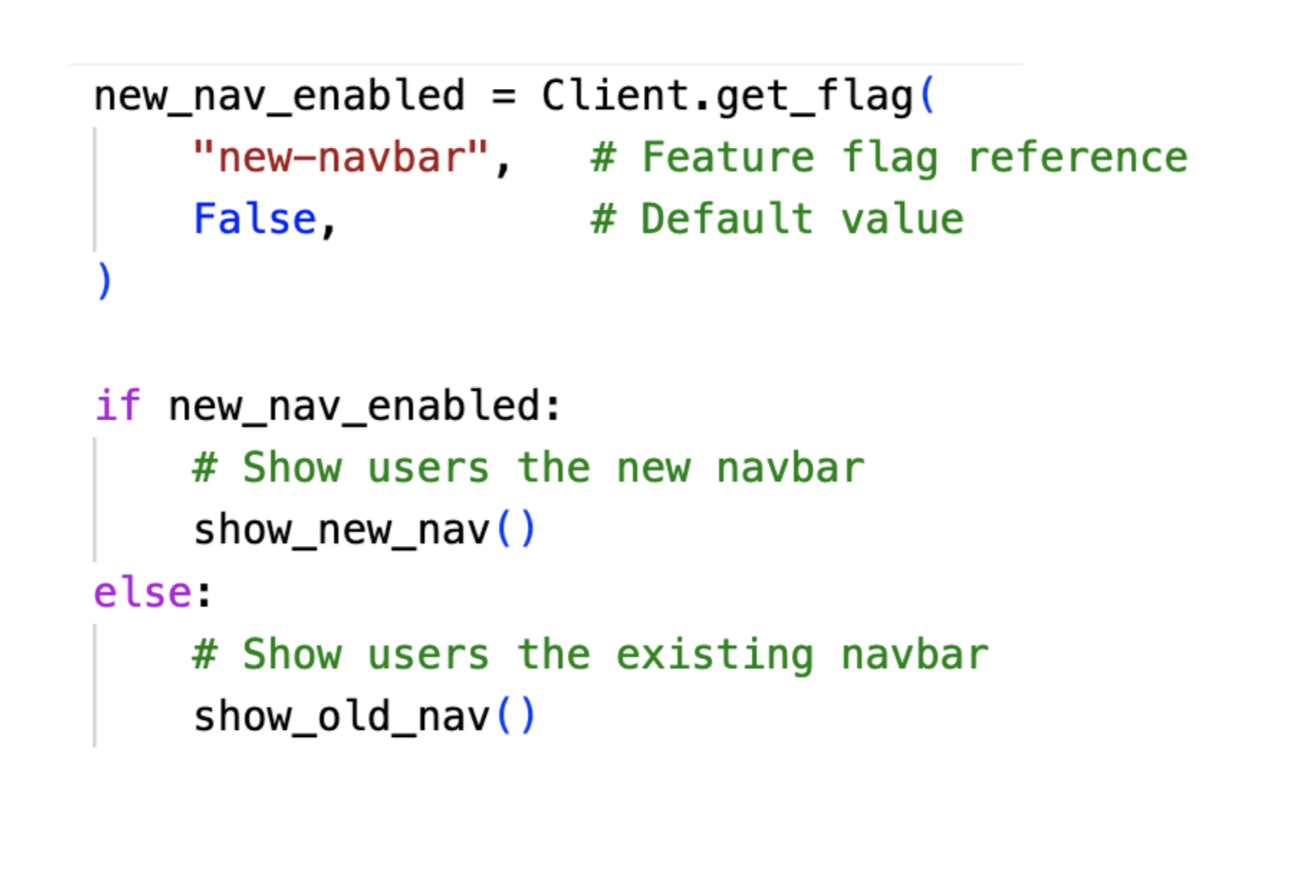 new_nav_enabled = Client.get_flag(
    "new-navbar",   # Feature flag reference
    False,          # Default value
)

if new_nav_enabled:
    # Show users the new navbar
    show_new_nav()
else:
    # Show users the existing navbar
    show_old_nav()